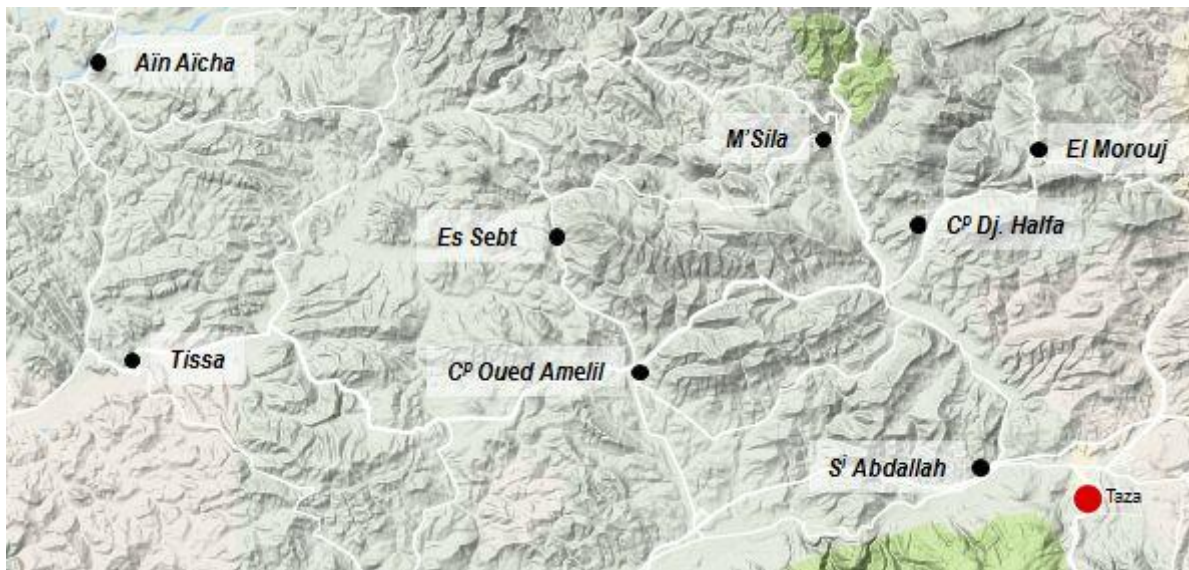 Aïn Aïcha
M'Sila
El Morouj
Cᵖ Dj. Halfa
Es Sebt
Tissa
Cᵖ Oued Amelil
Sⁱ Abdallah
Taza